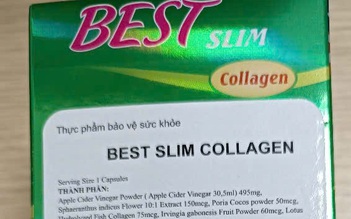 BEST SLIM
Collagen
Thực phẩm bảo vệ sức khỏe
BEST SLIM COLLAGEN
Serving Size 1 Capsules
THÀNH PHẦN:
Apple Cider Vinegar Powder ( Apple Cider Vinegar 30,5ml) 495mg,
Sphaeranthus indicus Flower 10:1 Extract 150mcg, Poria Cocos powder 50mcg,
Hydrolyzed Fish Collagen 75mcg, Irvingia gabonensis Fruit Powder 60mcg, Lotus